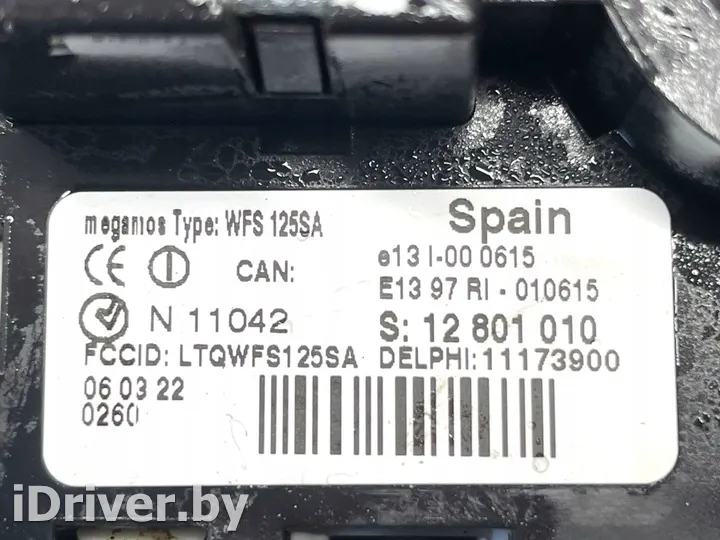 megamos Type: WFS 125SA
Spain
CE CAN:
e13 I-00 0615
E13 97 RI - 010615
N 11042
S: 12 801 010
FCCID: LTQWFS125SA DELPHI:11173900
06 03 22
0260
iDriver.by